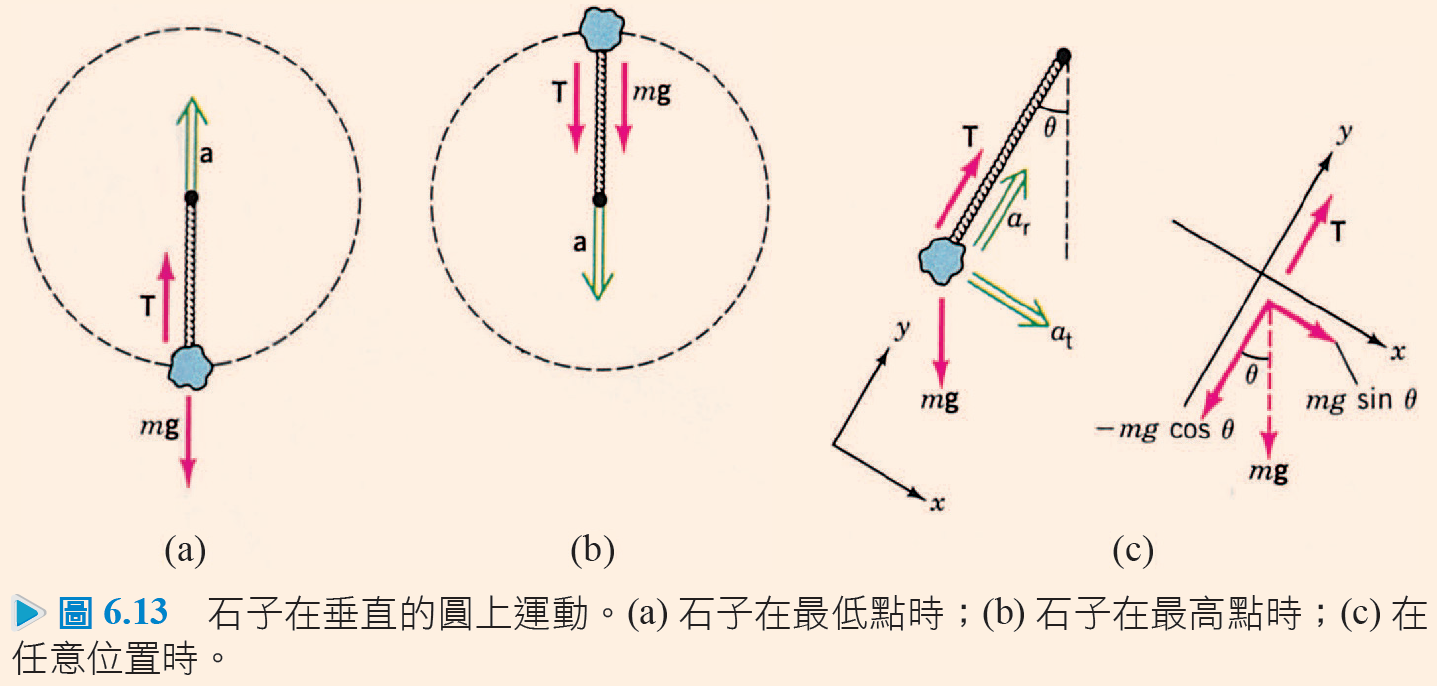 a
T
mg
(a)
T
mg
a
(b)
θ
T
aᵣ
aₜ
mg
y
x
y
T
x
θ
mg sin θ
−mg cos θ
mg
(c)
圖 6.13 石子在垂直的圓上運動。(a) 石子在最低點時；(b) 石子在最高點時；(c) 在
任意位置時。